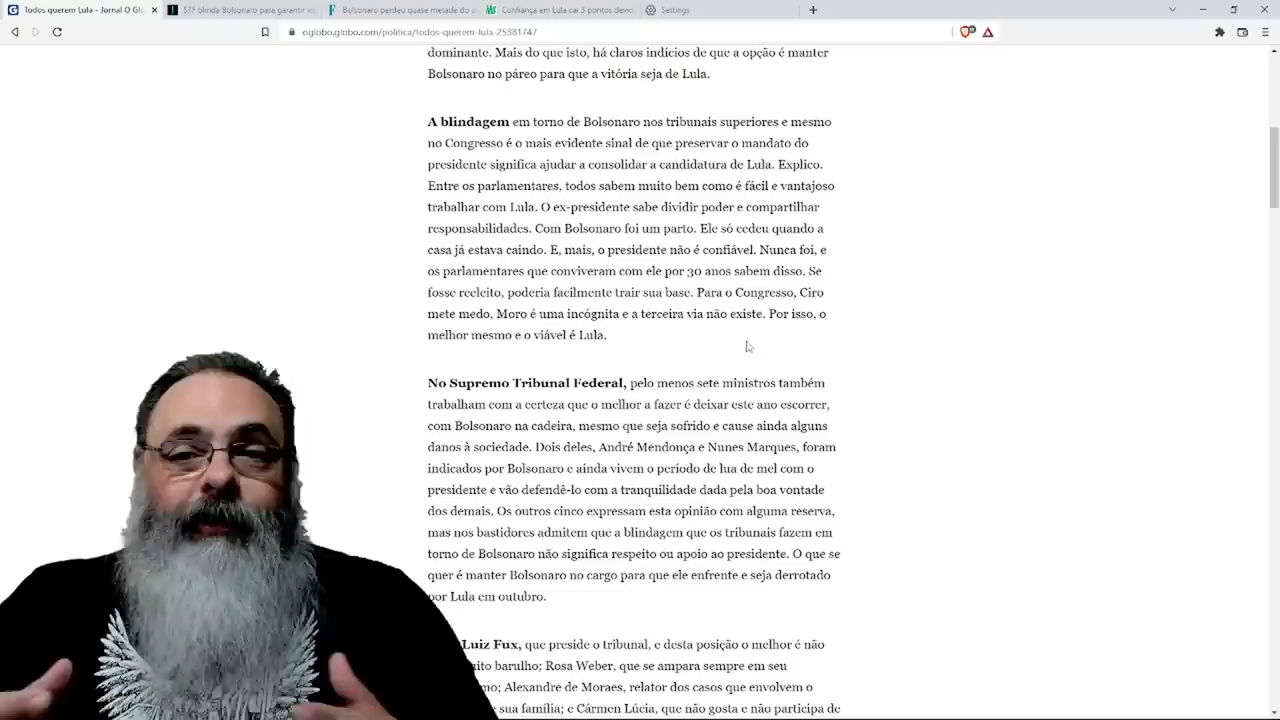 Todos querem Lula - Jornal O Glo
STF blinda Bolsonaro para garantir vi
Bolsonaro perdeu quase metade do a
Confiança em Lula cai 3 pontos devid
Settings
oglobo.globo.com/politica/todos-querem-lula-25381747
dominante. Mais do que isto, há claros indícios de que a opção é manter
Bolsonaro no páreo para que a vitória seja de Lula.
A blindagem em torno de Bolsonaro nos tribunais superiores e mesmo
no Congresso é o mais evidente sinal de que preservar o mandato do
presidente significa ajudar a consolidar a candidatura de Lula. Explico.
Entre os parlamentares, todos sabem muito bem como é fácil e vantajoso
trabalhar com Lula. O ex-presidente sabe dividir poder e compartilhar
responsabilidades. Com Bolsonaro foi um parto. Ele só cedeu quando a
casa já estava caindo. E, mais, o presidente não é confiável. Nunca foi, e
os parlamentares que conviveram com ele por 30 anos sabem disso. Se
fosse reeleito, poderia facilmente trair sua base. Para o Congresso, Ciro
mete medo, Moro é uma incógnita e a terceira via não existe. Por isso, o
melhor mesmo e o viável é Lula.
No Supremo Tribunal Federal, pelo menos sete ministros também
trabalham com a certeza que o melhor a fazer é deixar este ano escorrer,
com Bolsonaro na cadeira, mesmo que seja sofrido e cause ainda alguns
danos à sociedade. Dois deles, André Mendonça e Nunes Marques, foram
indicados por Bolsonaro e ainda vivem o período de lua de mel com o
presidente e vão defendê-lo com a tranquilidade dada pela boa vontade
dos demais. Os outros cinco expressam esta opinião com alguma reserva,
mas nos bastidores admitem que a blindagem que os tribunais fazem em
torno de Bolsonaro não significa respeito ou apoio ao presidente. O que se
quer é manter Bolsonaro no cargo para que ele enfrente e seja derrotado
por Lula em outubro.
Luiz Fux, que preside o tribunal, e desta posição o melhor é não
barulho; Rosa Weber, que se ampara sempre em seu
Alexandre de Moraes, relator dos casos que envolvem o
sua família; e Cármen Lúcia, que não gosta e não participa de